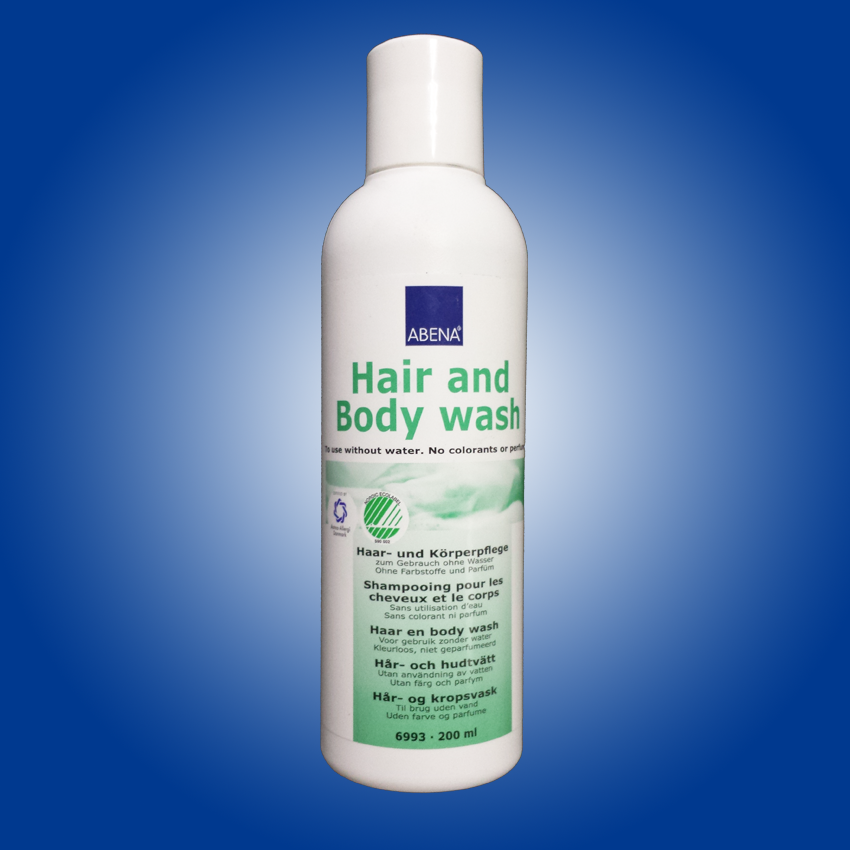 ABENA®
Hair and
Body wash
To use without water. No colorants or
NORDIC ECOLABEL
Haar- und Körperpflege
zum Gebrauch ohne Wasser
Ohne Farbstoffe und Parfüm
Shampooing pour les
cheveux et le corps
Sans utilisation d'eau
Sans colorant ni parfum
Haar en body wash
Voor gebruik zonder water
Kleurloos, niet geparfumeerd
Hår- och hudtvätt
Utan användning av vatten
Utan färg och parfym
Hår- og kropsvask
Til brug uden vand
Uden farve og parfume
6993 · 200 ml